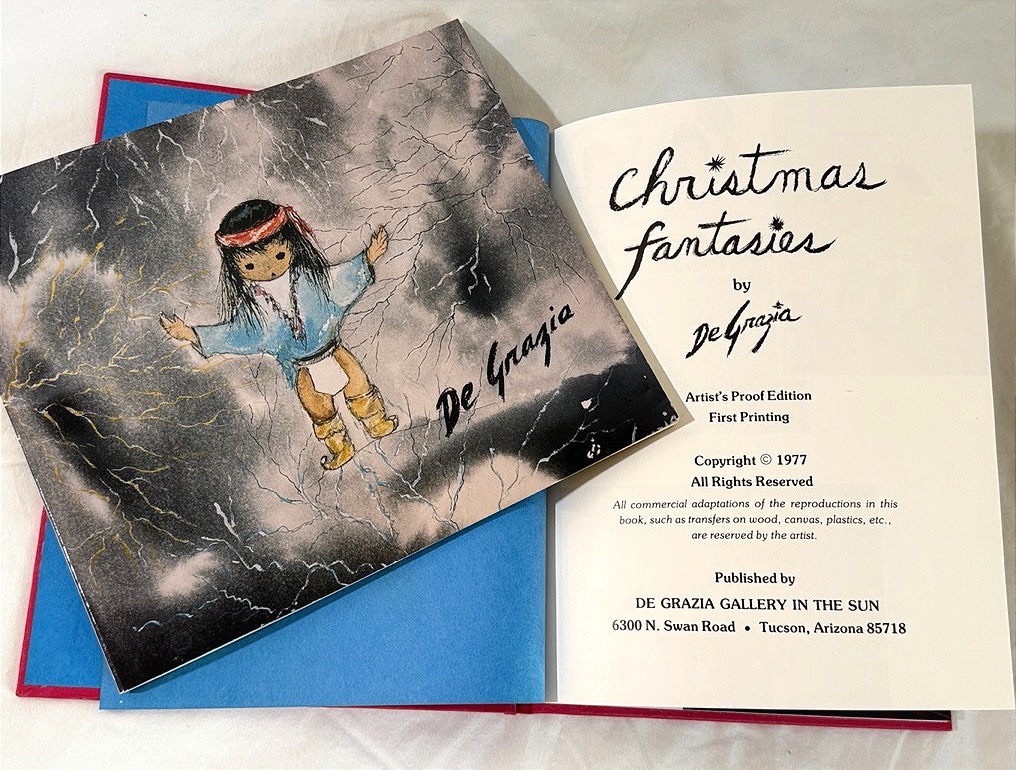 De Grazia
Christmas
fantasies
by
De Grazia
Artist's Proof Edition
First Printing
Copyright © 1977
All Rights Reserved
All commercial adaptations of the reproductions in this
book, such as transfers on wood, canvas, plastics, etc.,
are reserved by the artist.
Published by
DE GRAZIA GALLERY IN THE SUN
6300 N. Swan Road • Tucson, Arizona 85718